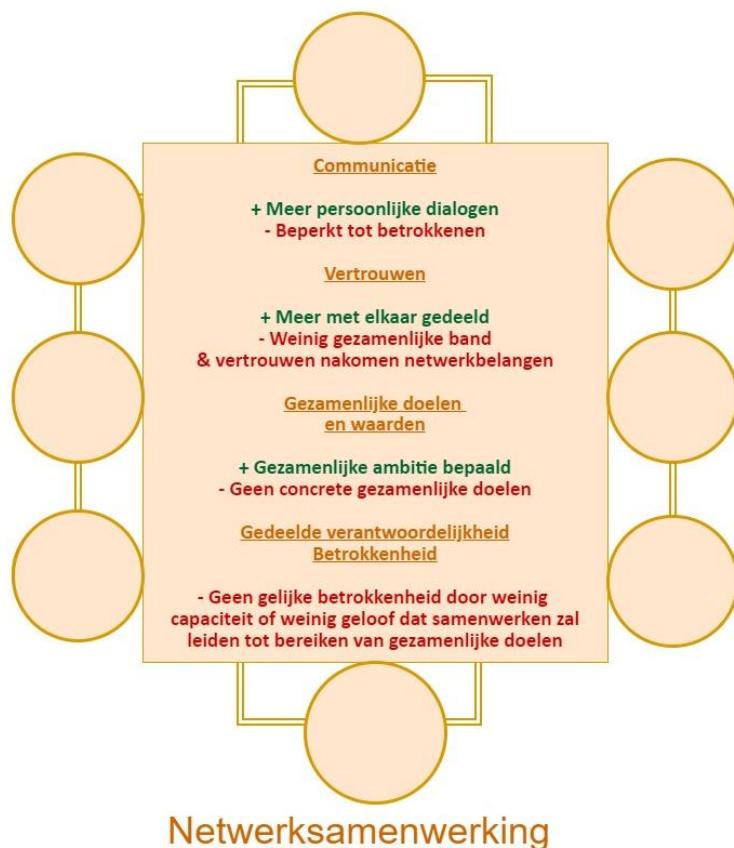 Communicatie
+ Meer persoonlijke dialogen
- Beperkt tot betrokkenen
Vertrouwen
+ Meer met elkaar gedeeld
- Weinig gezamenlijke band
& vertrouwen nakomen netwerkbelangen
Gezamenlijke doelen
en waarden
+ Gezamenlijke ambitie bepaald
- Geen concrete gezamenlijke doelen
Gedeelde verantwoordelijkheid
Betrokkenheid
- Geen gelijke betrokkenheid door weinig
capaciteit of weinig geloof dat samenwerken zal
leiden tot bereiken van gezamenlijke doelen
Netwerksamenwerking